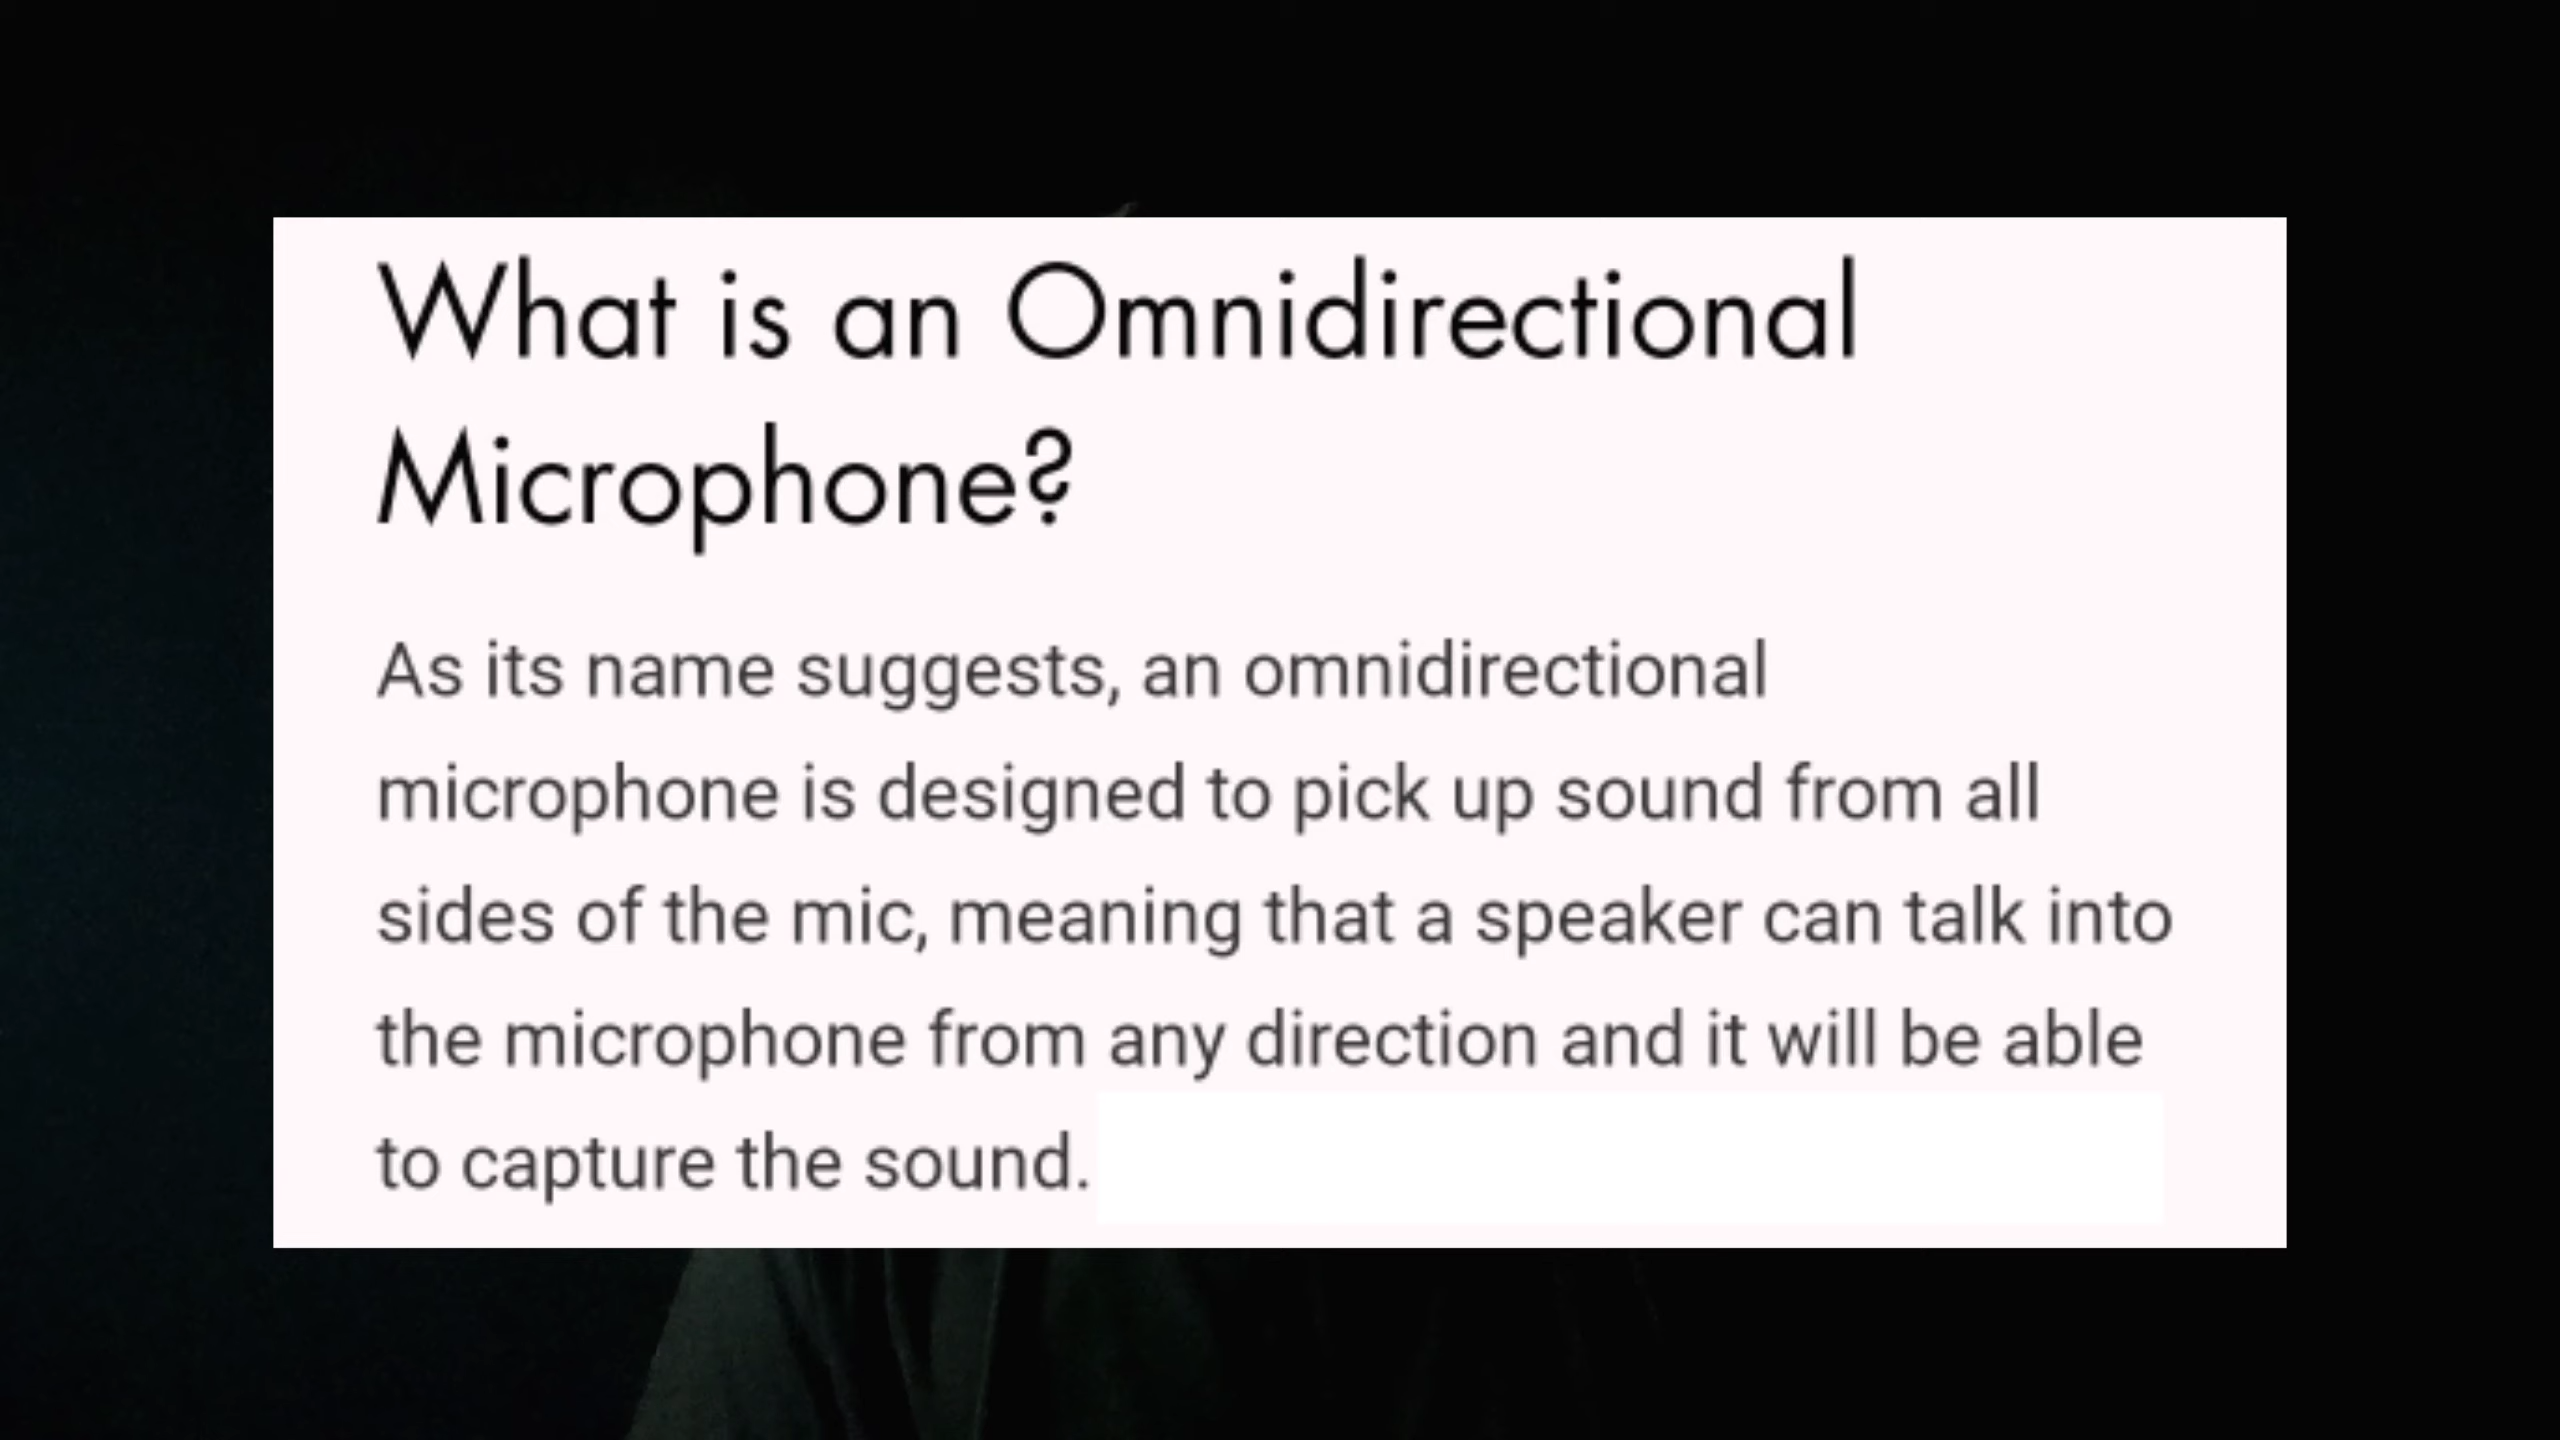 What is an Omnidirectional
Microphone?
As its name suggests, an omnidirectional
microphone is designed to pick up sound from all
sides of the mic, meaning that a speaker can talk into
the microphone from any direction and it will be able
to capture the sound.